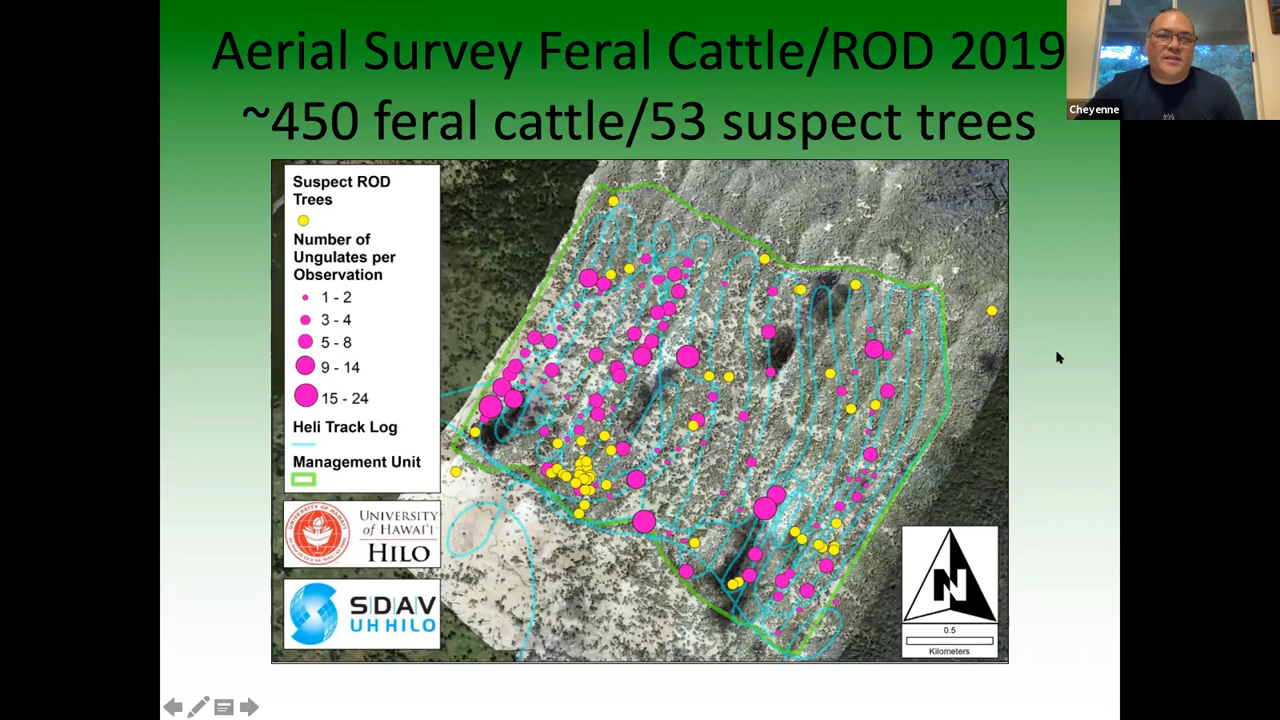 Aerial Survey Feral Cattle/ROD 2019
~450 feral cattle/53 suspect trees
Cheyenne
Suspect ROD
Trees
Number of
Ungulates per
Observation
1 - 2
3 - 4
5 - 8
9 - 14
15 - 24
Heli Track Log
Management Unit
UNIVERSITY
of HAWAIʻI
HILO
SDAV
UH HILO
N
0.5
Kilometers